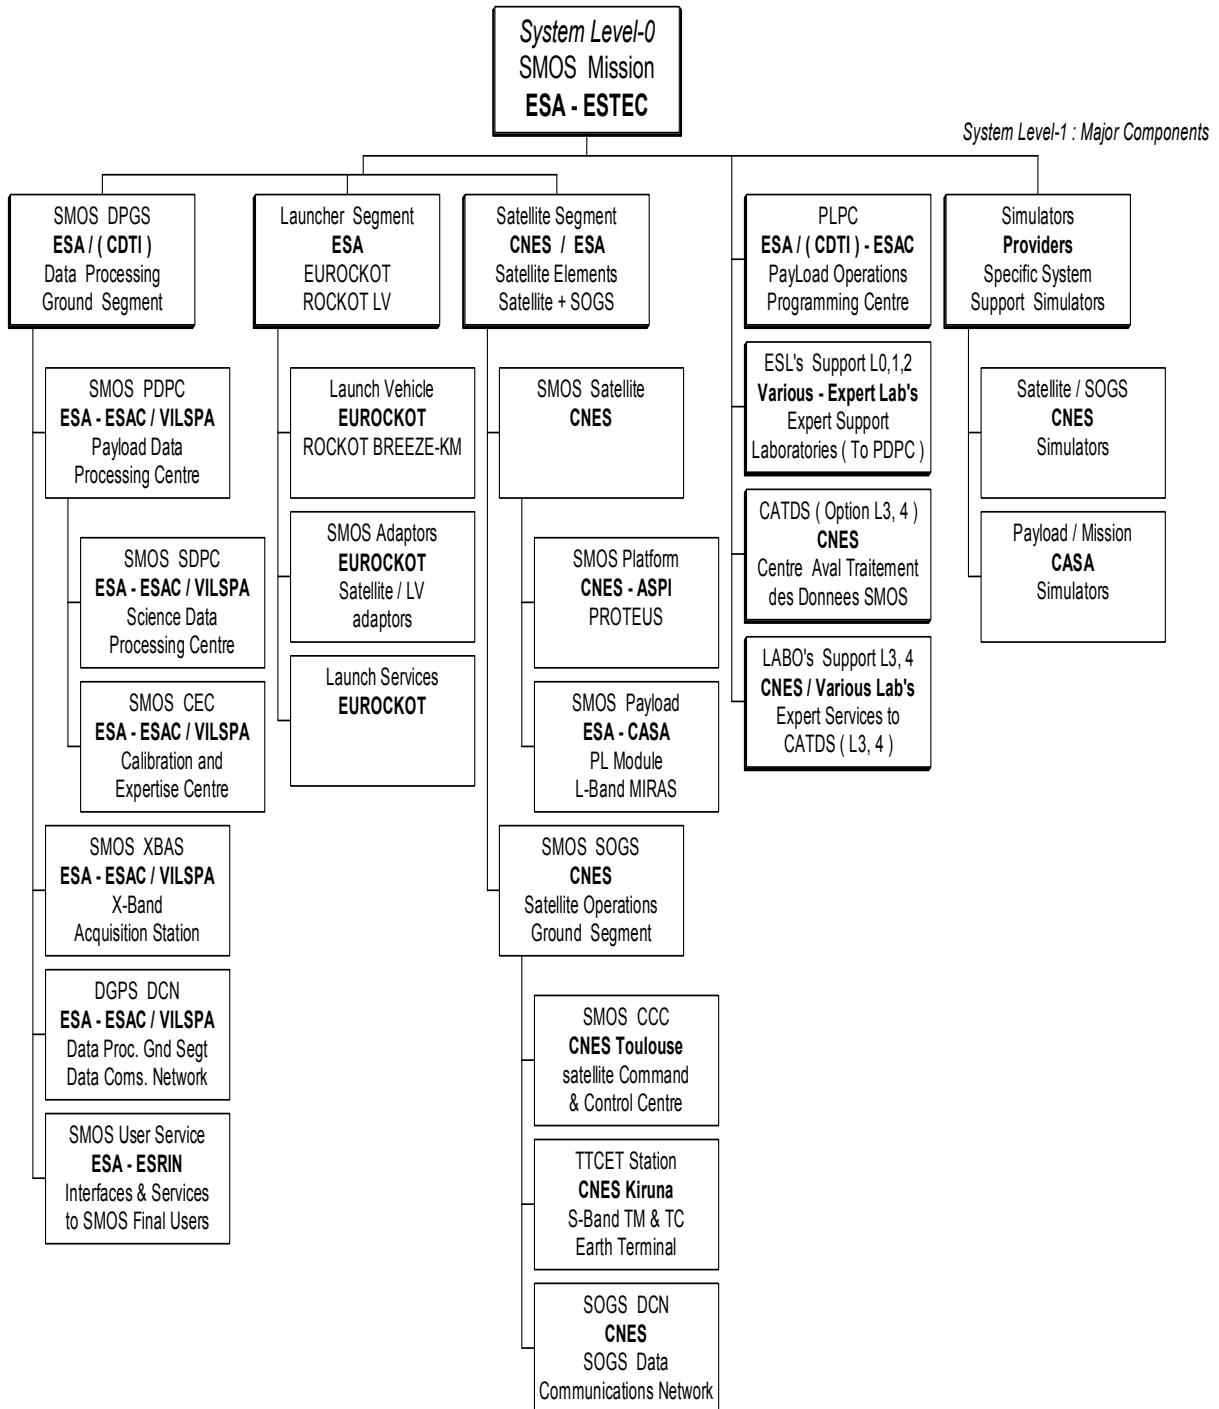 System Level-0
SMOS Mission
ESA - ESTEC
System Level-1 : Major Components
SMOS DPGS
ESA / ( CDTI )
Data Processing
Ground Segment
Launcher Segment
ESA
EUROCKOT
ROCKOT LV
Satellite Segment
CNES / ESA
Satellite Elements
Satellite + SOGS
PLPC
ESA / ( CDTI ) - ESAC
PayLoad Operations
Programming Centre
Simulators
Providers
Specific System
Support Simulators
SMOS PDPC
ESA - ESAC / VILSPA
Payload Data
Processing Centre
SMOS SDPC
ESA - ESAC / VILSPA
Science Data
Processing Centre
SMOS CEC
ESA - ESAC / VILSPA
Calibration and
Expertise Centre
SMOS XBAS
ESA - ESAC / VILSPA
X-Band
Acquisition Station
DGPS DCN
ESA - ESAC / VILSPA
Data Proc. Gnd Segt
Data Coms. Network
SMOS User Service
ESA - ESRIN
Interfaces & Services
to SMOS Final Users
Launch Vehicle
EUROCKOT
ROCKOT BREEZE-KM
SMOS Adaptors
EUROCKOT
Satellite / LV
adaptors
Launch Services
EUROCKOT
SMOS Satellite
CNES
SMOS Platform
CNES - ASPI
PROTEUS
SMOS Payload
ESA - CASA
PL Module
L-Band MIRAS
SMOS SOGS
CNES
Satellite Operations
Ground Segment
SMOS CCC
CNES Toulouse
satellite Command
& Control Centre
TTCET Station
CNES Kiruna
S-Band TM & TC
Earth Terminal
SOGS DCN
CNES
SOGS Data
Communications Network
ESL's Support L0,1,2
Various - Expert Lab's
Expert Support
Laboratories ( To PDPC )
CATDS ( Option L3, 4 )
CNES
Centre Aval Traitement
des Donnees SMOS
LABO's Support L3, 4
CNES / Various Lab's
Expert Services to
CATDS ( L3, 4 )
Satellite / SOGS
CNES
Simulators
Payload / Mission
CASA
Simulators